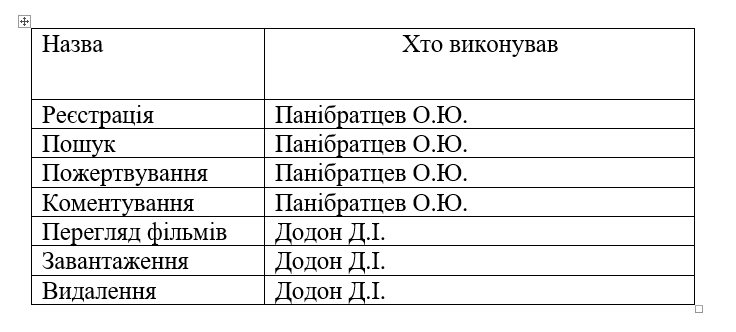 Назва Хто виконував
Реєстрація Панібратцев О.Ю.
Пошук Панібратцев О.Ю.
Пожертвування Панібратцев О.Ю.
Коментування Панібратцев О.Ю.
Перегляд фільмів Додон Д.І.
Завантаження Додон Д.І.
Видалення Додон Д.І.